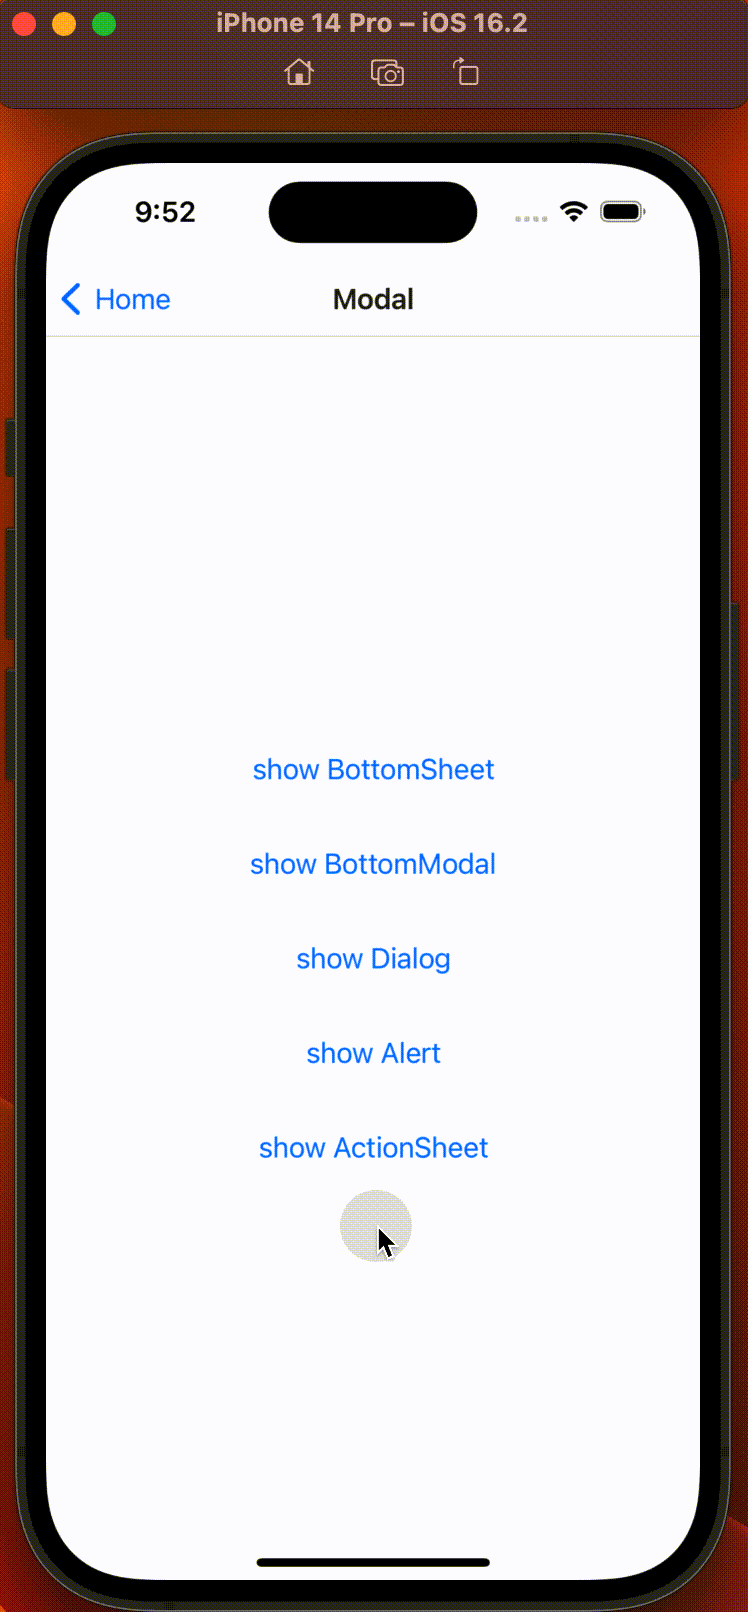 iPhone 14 Pro – iOS 16.2
9:52
Home
Modal
show BottomSheet
show BottomModal
show Dialog
show Alert
show ActionSheet